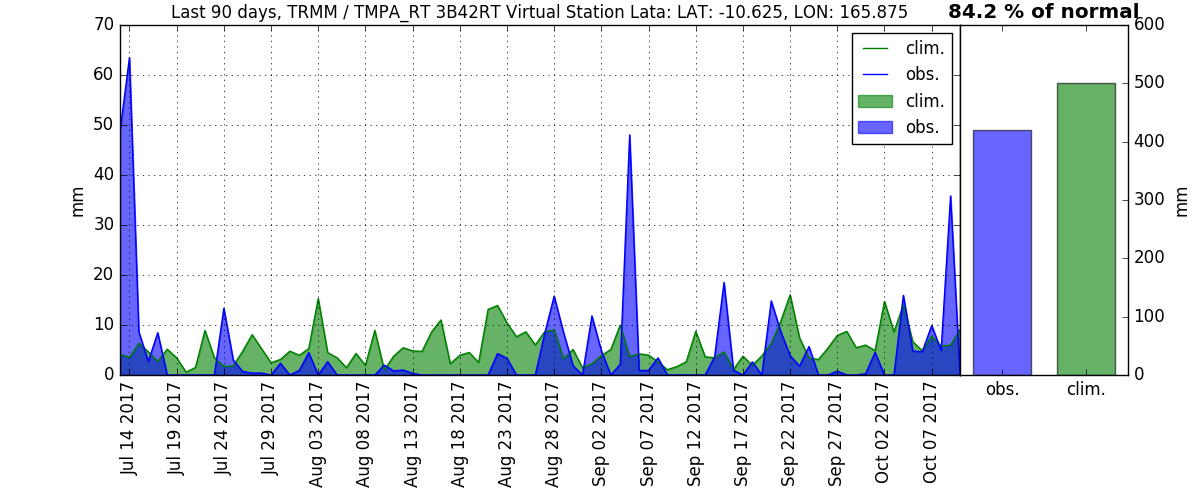 Last 90 days, TRMM / TMPA_RT 3B42RT Virtual Station Lata: LAT: -10.625, LON: 165.875
84.2 % of normal
70
60
50
40
30
20
10
0
mm
clim.
obs.
clim.
obs.
Jul 14 2017
Jul 19 2017
Jul 24 2017
Jul 29 2017
Aug 03 2017
Aug 08 2017
Aug 13 2017
Aug 18 2017
Aug 23 2017
Aug 28 2017
Sep 02 2017
Sep 07 2017
Sep 12 2017
Sep 17 2017
Sep 22 2017
Sep 27 2017
Oct 02 2017
Oct 07 2017
600
500
400
300
200
100
0
mm
obs.
clim.